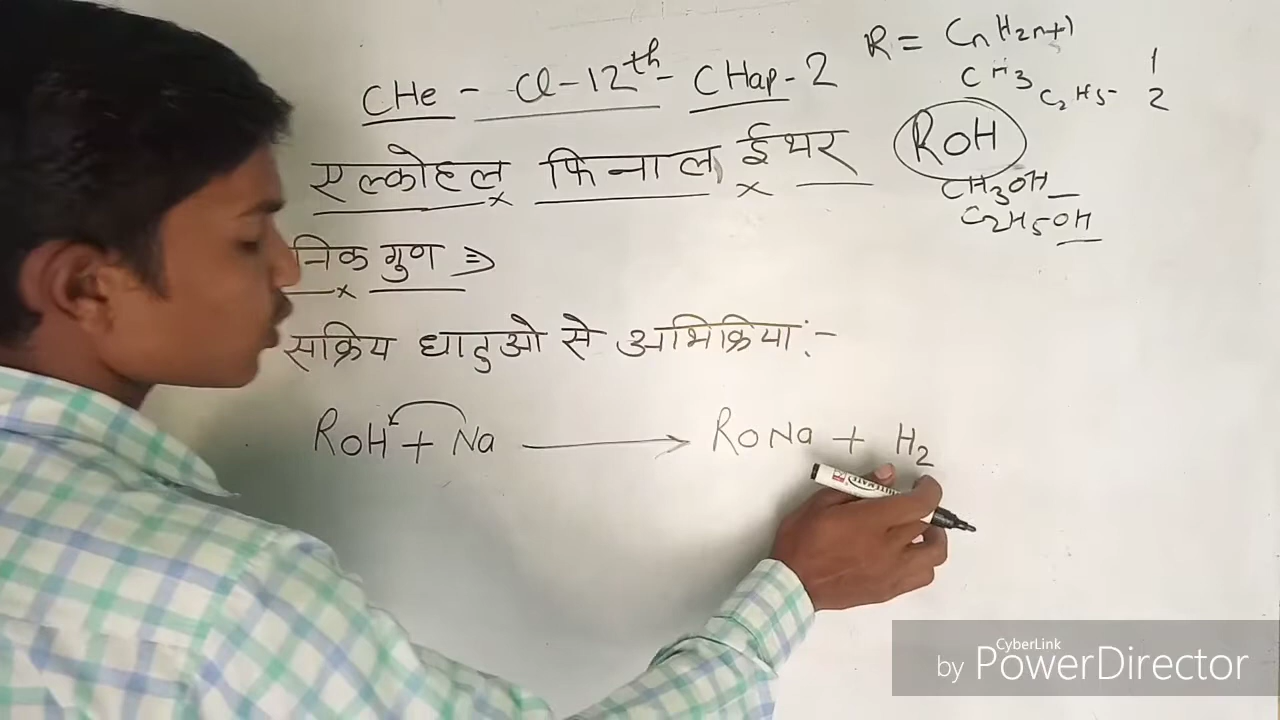 CHe - Cl-12th- CHap-2
एल्कोहल फिनाल ईथर
निक गुण ⇒
सक्रिय धातुओ से अभिक्रिया:-
ROH + Na ⟶ RONa + H2
R = CnH2n+1
CH3 1
C2H5- 2
ROH
CH3OH
C2H5OH
CyberLink
by PowerDirector